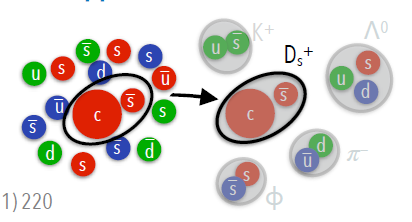 s̄ s s
u s d ū
ū s̄ s
s̄ c
d s s̄ d̄
u s̄ K⁺
Dₛ⁺
c s̄
Λ⁰
s
u d
d
ū π⁻
s
s̄ ϕ
1) 220